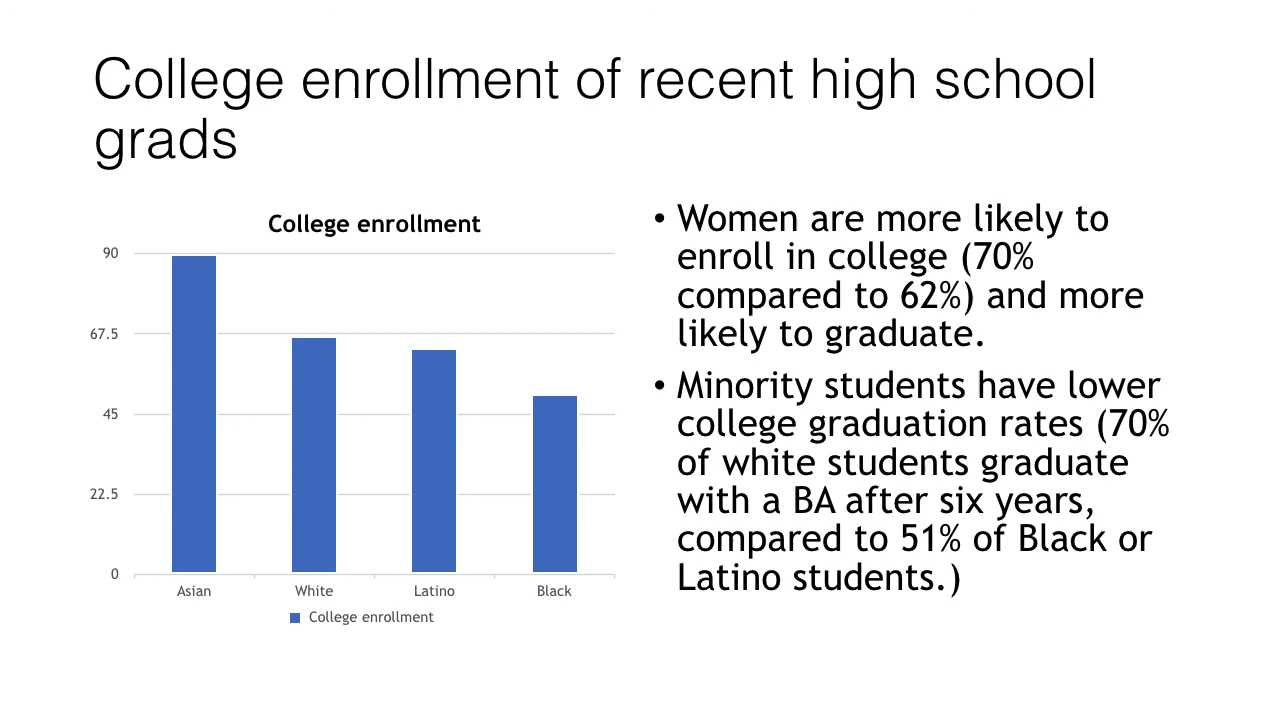 College enrollment of recent high school
grads
College enrollment
90
67.5
45
22.5
0
Asian
White
Latino
Black
College enrollment
• Women are more likely to
enroll in college (70%
compared to 62%) and more
likely to graduate.
• Minority students have lower
college graduation rates (70%
of white students graduate
with a BA after six years,
compared to 51% of Black or
Latino students.)